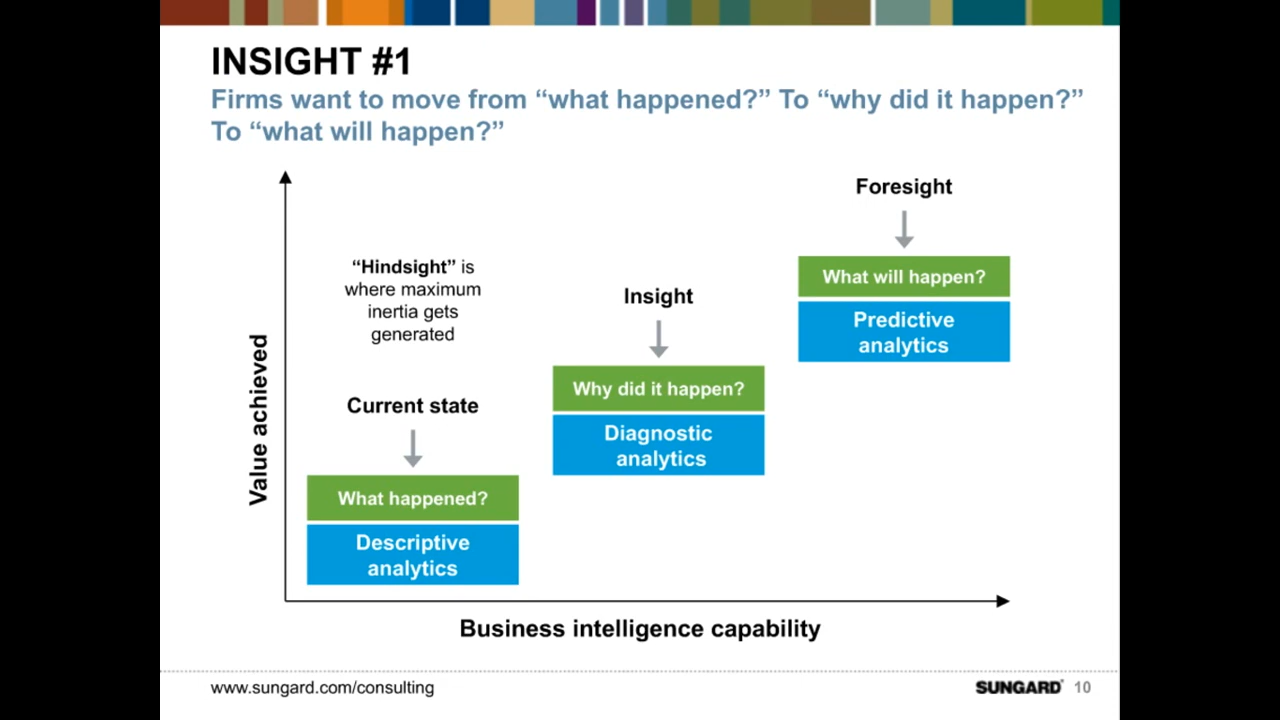 INSIGHT #1
Firms want to move from “what happened?” To “why did it happen?”
To “what will happen?”
Foresight
What will happen?
Predictive
analytics
“Hindsight” is
where maximum
inertia gets
generated
Insight
Why did it happen?
Diagnostic
analytics
Current state
What happened?
Descriptive
analytics
Value achieved
Business intelligence capability
www.sungard.com/consulting
SUNGARD
10